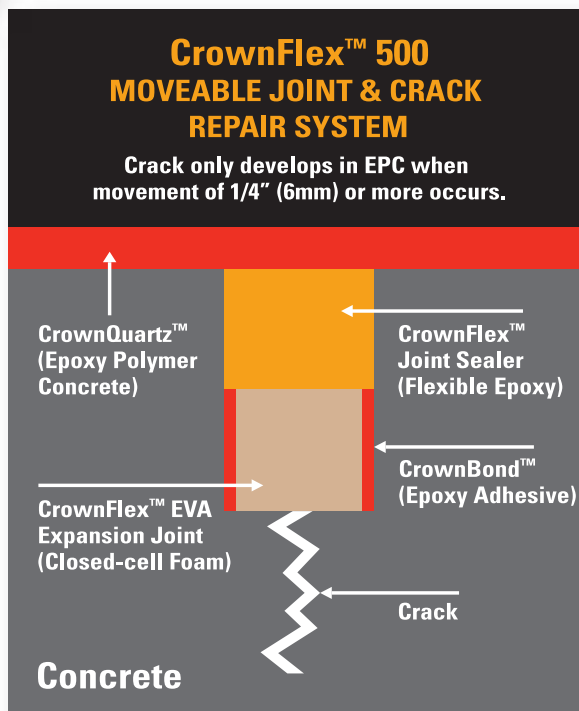 CrownFlex™ 500
MOVEABLE JOINT & CRACK
REPAIR SYSTEM
Crack only develops in EPC when
movement of 1/4” (6mm) or more occurs.
CrownQuartz™
(Epoxy Polymer
Concrete)
CrownFlex™
Joint Sealer
(Flexible Epoxy)
CrownBond™
(Epoxy Adhesive)
CrownFlex™ EVA
Expansion Joint
(Closed-cell Foam)
Crack
Concrete